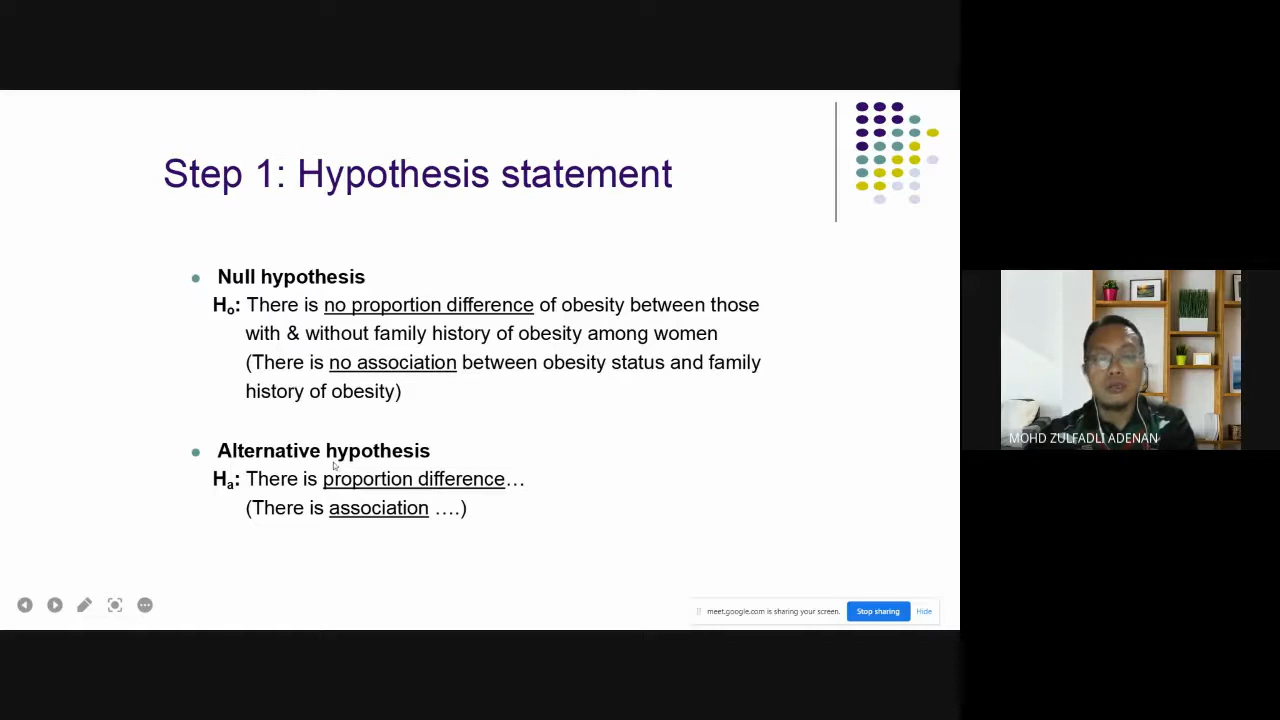 Step 1: Hypothesis statement
Null hypothesis
Ho: There is no proportion difference of obesity between those
with & without family history of obesity among women
(There is no association between obesity status and family
history of obesity)
Alternative hypothesis
Ha: There is proportion difference…
(There is association ….)
meet.google.com is sharing your screen.
Stop sharing
Hide
MOHD ZULFADLI ADENAN